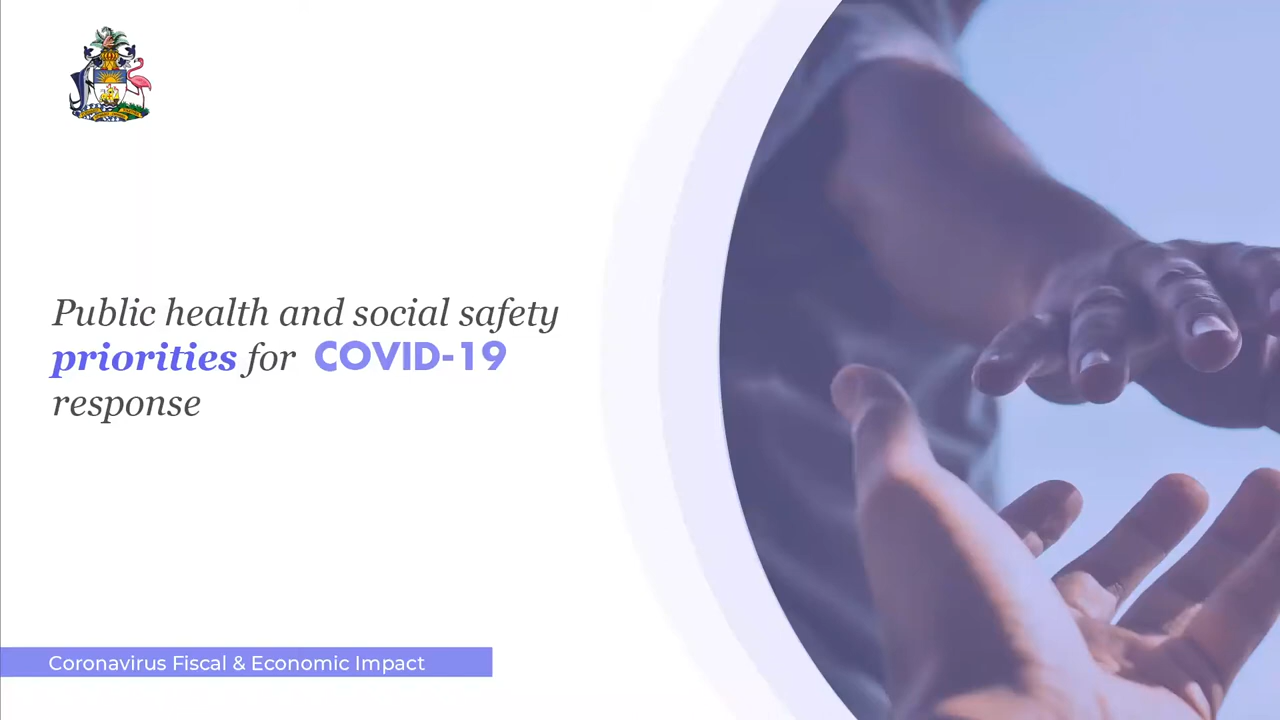 Public health and social safety
priorities for COVID-19
response
Coronavirus Fiscal & Economic Impact